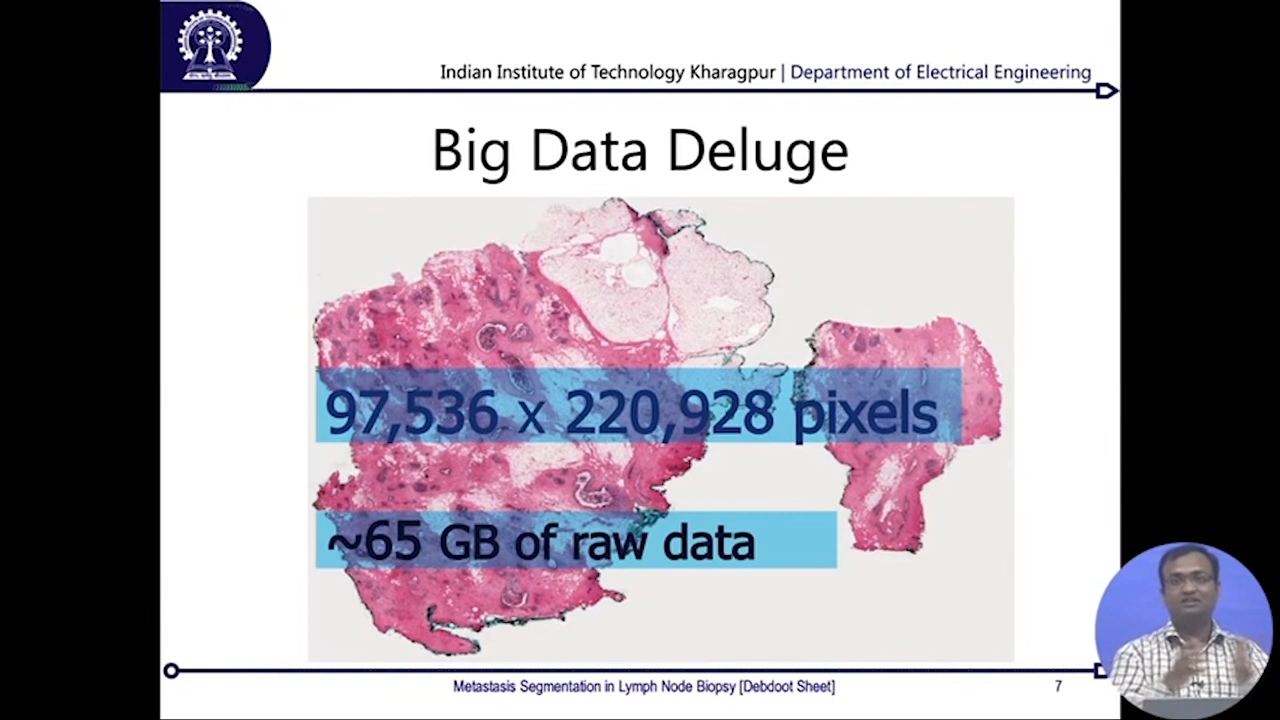 Indian Institute of Technology Kharagpur | Department of Electrical Engineering
Big Data Deluge
97,536 x 220,928 pixels
~65 GB of raw data
Metastasis Segmentation in Lymph Node Biopsy [Debdoot Sheet]
7